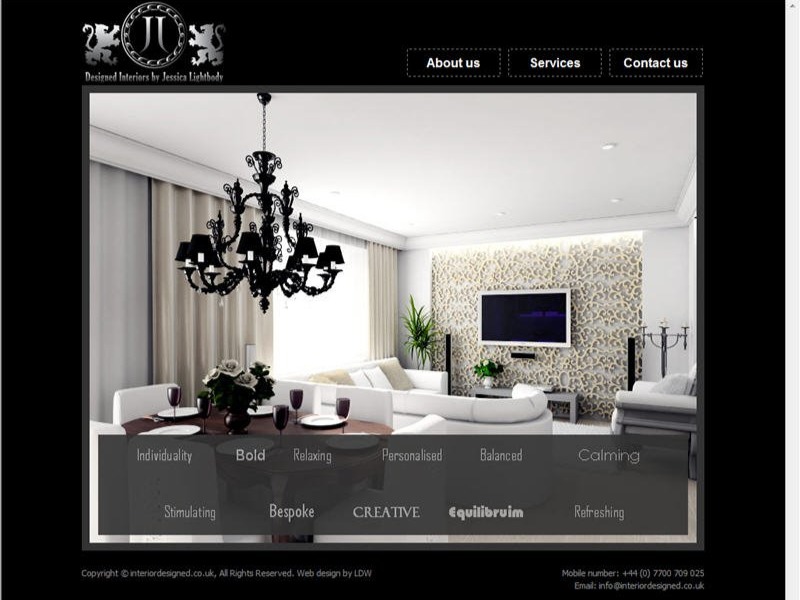 JL
Designed Interiors by Jessica Lightbody
About us
Services
Contact us
Individuality Bold Relaxing Personalised Balanced Calming
Stimulating Bespoke CREATIVE Equilibruim Refreshing
Copyright © interiordesigned.co.uk, All Rights Reserved. Web design by LDW
Mobile number: +44 (0) 7700 709 025
Email: info@interiordesigned.co.uk